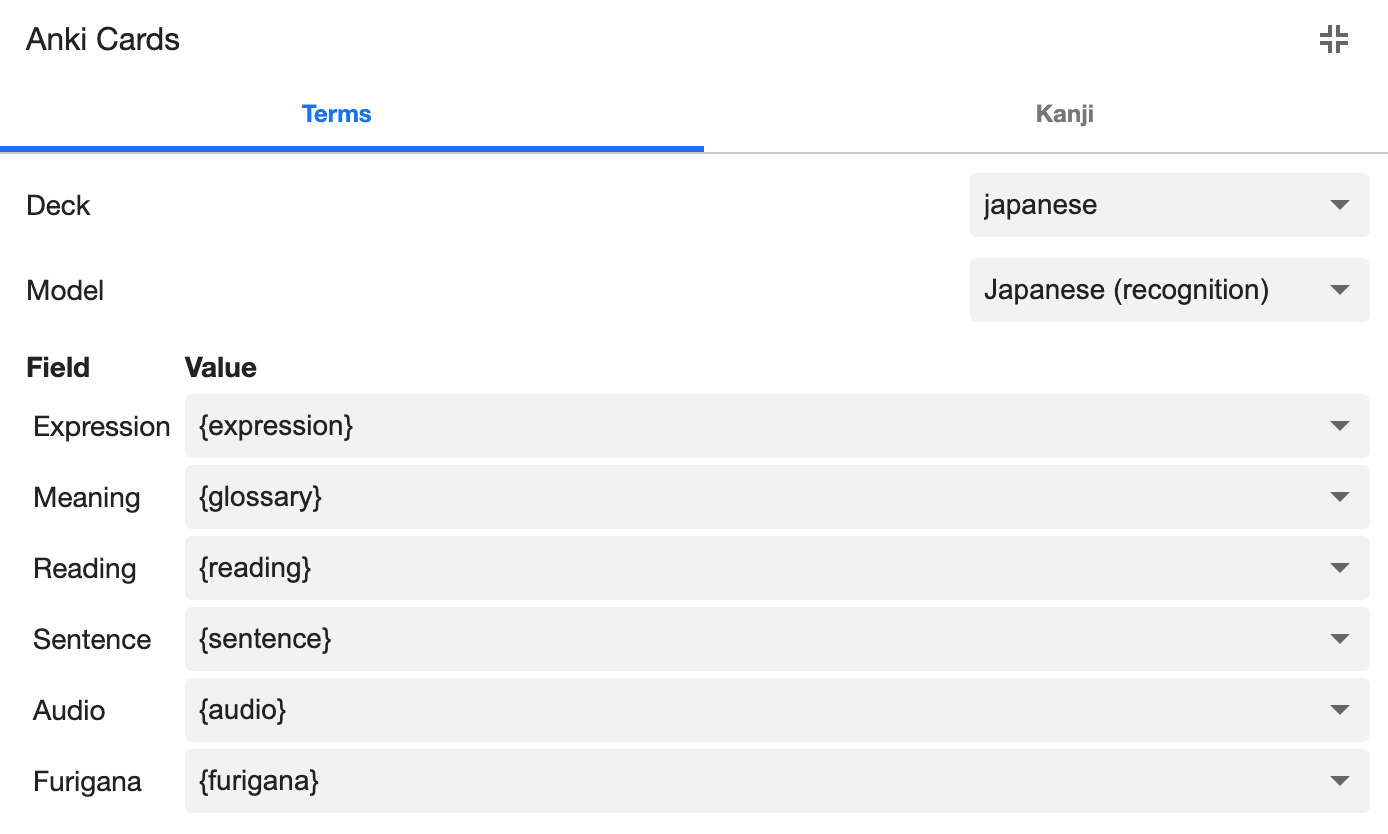 Anki Cards
Terms Kanji
Deck japanese
Model Japanese (recognition)
Field Value
Expression {expression}
Meaning {glossary}
Reading {reading}
Sentence {sentence}
Audio {audio}
Furigana {furigana}